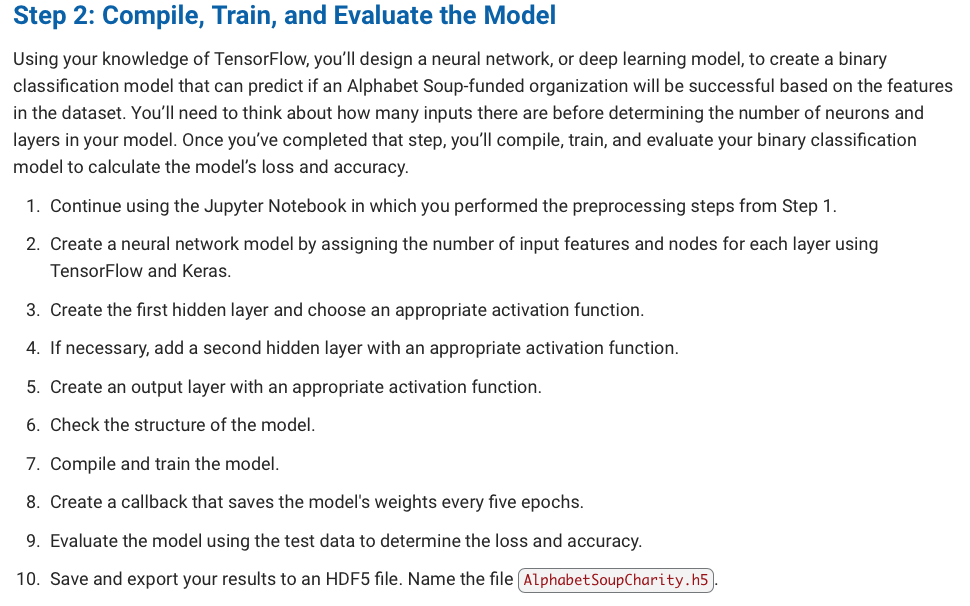 Step 2: Compile, Train, and Evaluate the Model
Using your knowledge of TensorFlow, you’ll design a neural network, or deep learning model, to create a binary
classification model that can predict if an Alphabet Soup-funded organization will be successful based on the features
in the dataset. You’ll need to think about how many inputs there are before determining the number of neurons and
layers in your model. Once you’ve completed that step, you’ll compile, train, and evaluate your binary classification
model to calculate the model’s loss and accuracy.
1. Continue using the Jupyter Notebook in which you performed the preprocessing steps from Step 1.
2. Create a neural network model by assigning the number of input features and nodes for each layer using
TensorFlow and Keras.
3. Create the first hidden layer and choose an appropriate activation function.
4. If necessary, add a second hidden layer with an appropriate activation function.
5. Create an output layer with an appropriate activation function.
6. Check the structure of the model.
7. Compile and train the model.
8. Create a callback that saves the model's weights every five epochs.
9. Evaluate the model using the test data to determine the loss and accuracy.
10. Save and export your results to an HDF5 file. Name the file AlphabetSoupCharity.h5.